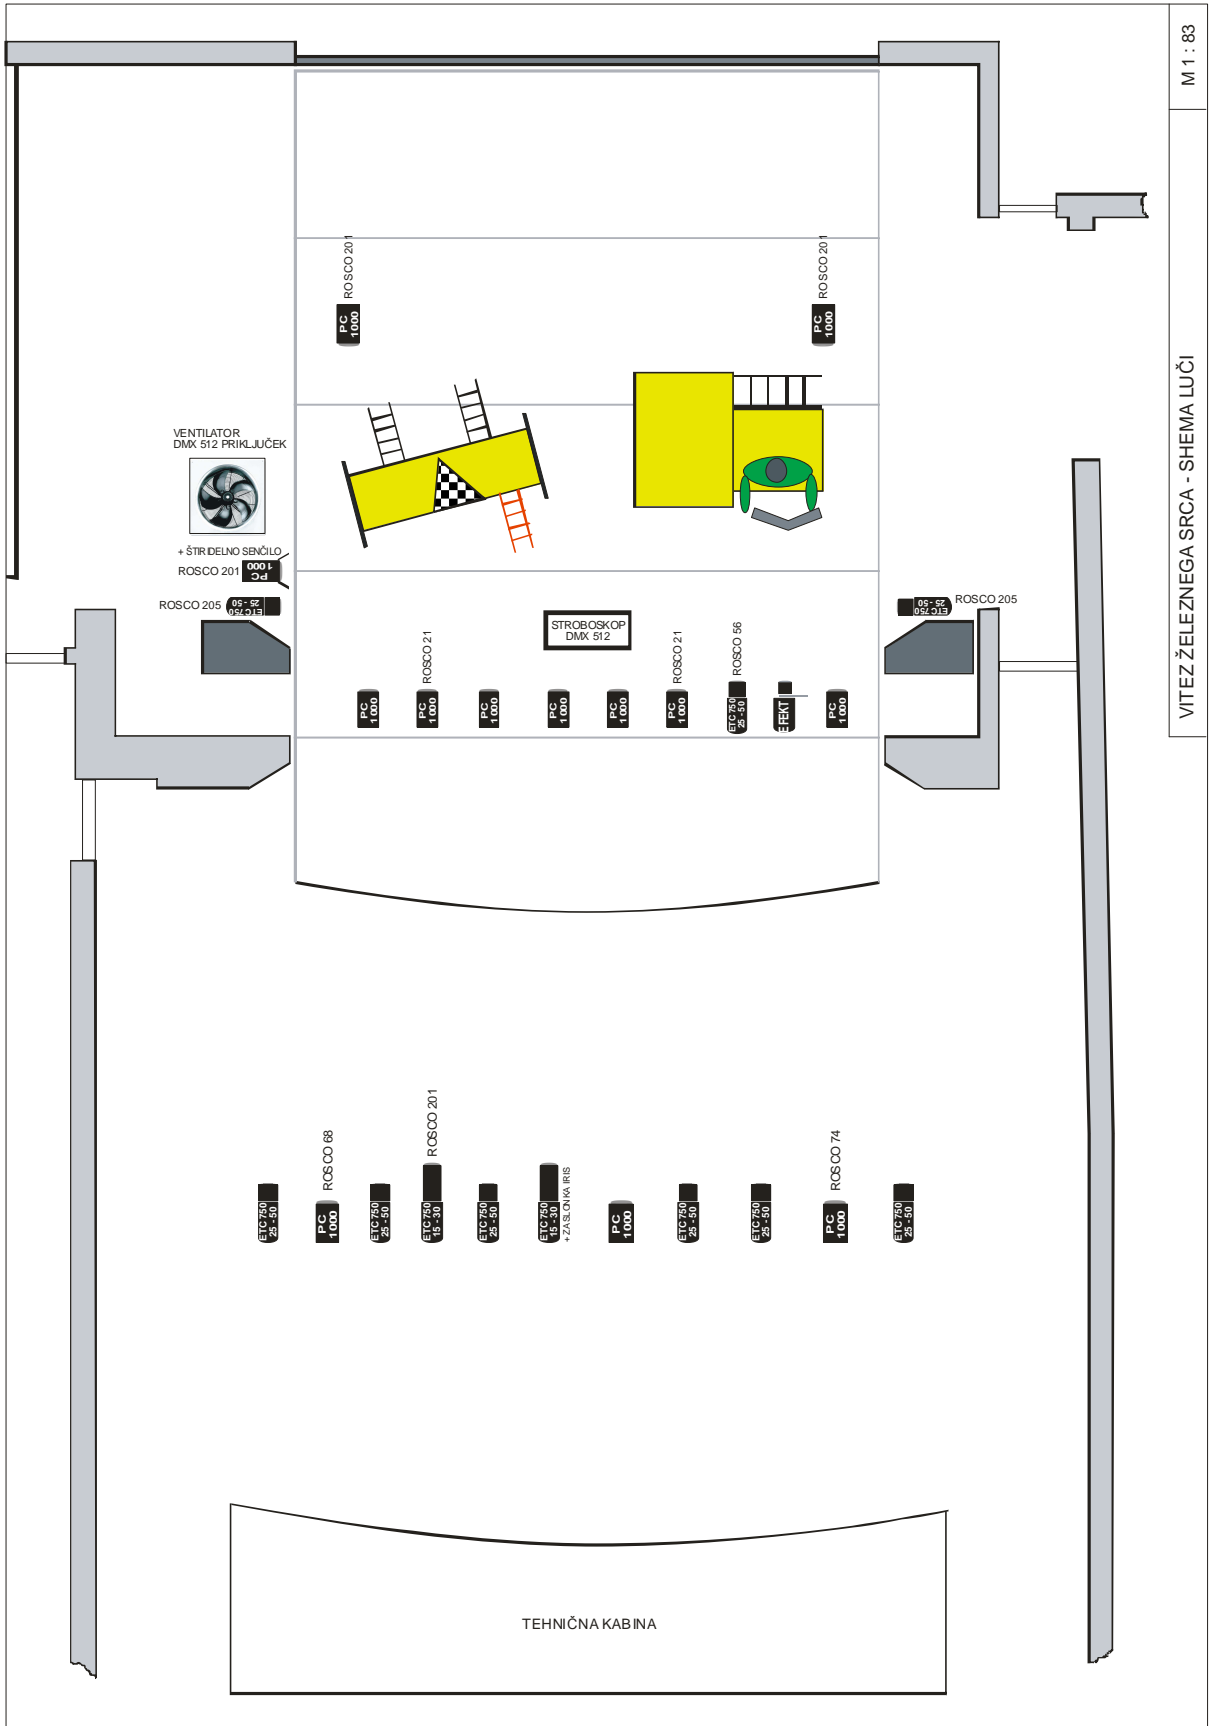 M 1 : 83
VITEZ ŽELEZNEGA SRCA - SHEMA LUČI
ROSCO 201
PC
1000
ROSCO 201
PC
1000
VENTILATOR
DMX 512 PRIKLJUČEK
+ ŠTIRIDELNO SENČILO
ROSCO 201
PC
1000
ROSCO 205
ETC 750
25 - 50
ETC 750
25 - 50
ROSCO 205
STROBOSKOP
DMX 512
PC
1000
ROSCO 21
PC
1000
PC
1000
PC
1000
PC
1000
ROSCO 21
PC
1000
ROSCO 56
ETC 750
25 - 50
EFEKT
PC
1000
ETC 750
25 - 50
ROSCO 68
PC
1000
ETC 750
25 - 50
ROSCO 201
ETC 750
15 - 30
ETC 750
25 - 50
ETC 750
15 - 30
+ ZASLONKA IRIS
PC
1000
ETC 750
25 - 50
ETC 750
25 - 50
ROSCO 74
PC
1000
ETC 750
25 - 50
TEHNIČNA KABINA